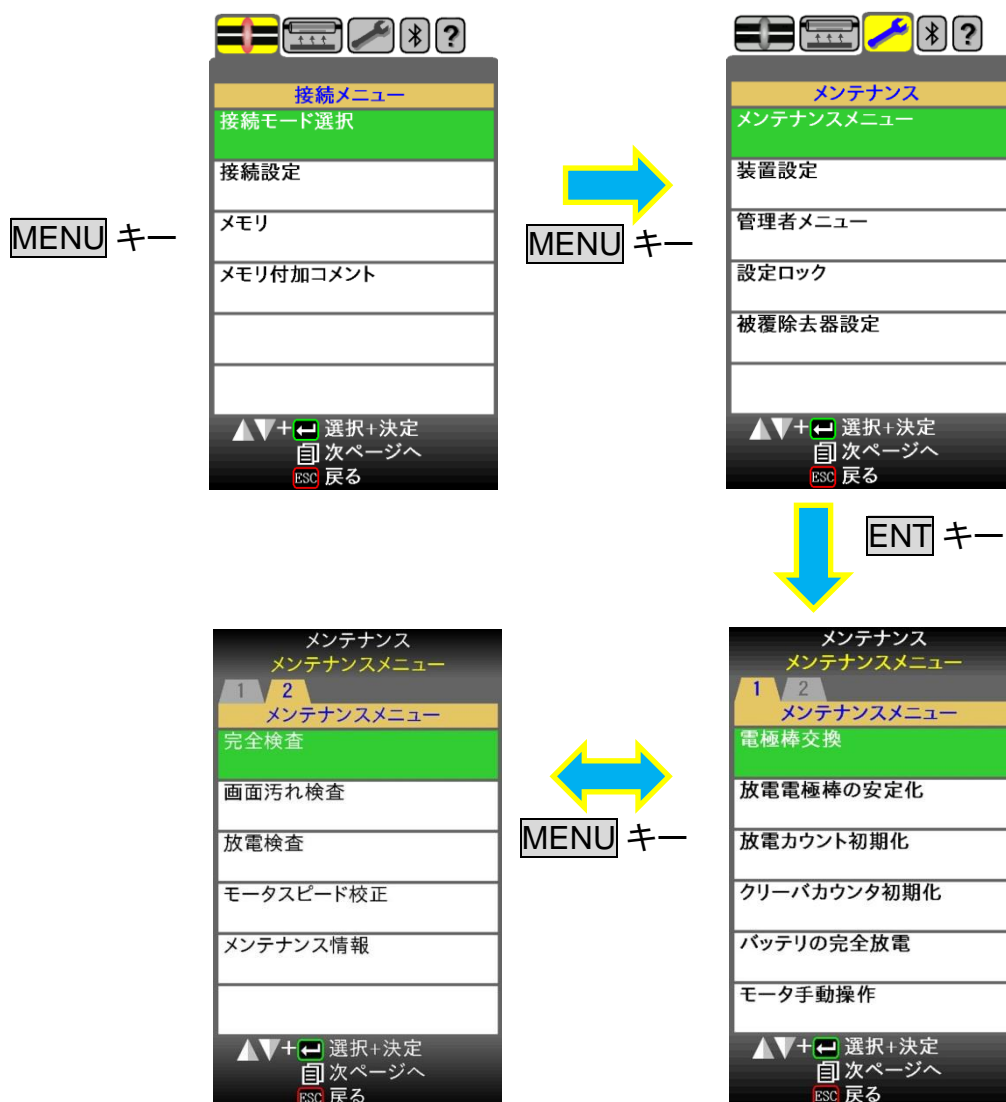 ?
接続メニュー
接続モード選択
接続設定
メモリ
メモリ付加コメント
+ 選択+決定
次ページへ
ESC 戻る
MENU キー
MENU キー
?
メンテナンス
メンテナンスメニュー
装置設定
管理者メニュー
設定ロック
被覆除去器設定
+ 選択+決定
次ページへ
ESC 戻る
ENT キー
メンテナンス
メンテナンスメニュー
1 2
メンテナンスメニュー
完全検査
画面汚れ検査
放電検査
モータスピード校正
メンテナンス情報
+ 選択+決定
次ページへ
ESC 戻る
MENU キー
メンテナンス
メンテナンスメニュー
1 2
メンテナンスメニュー
電極棒交換
放電電極棒の安定化
放電カウント初期化
クリーバカウンタ初期化
バッテリの完全放電
モータ手動操作
+ 選択+決定
次ページへ
ESC 戻る